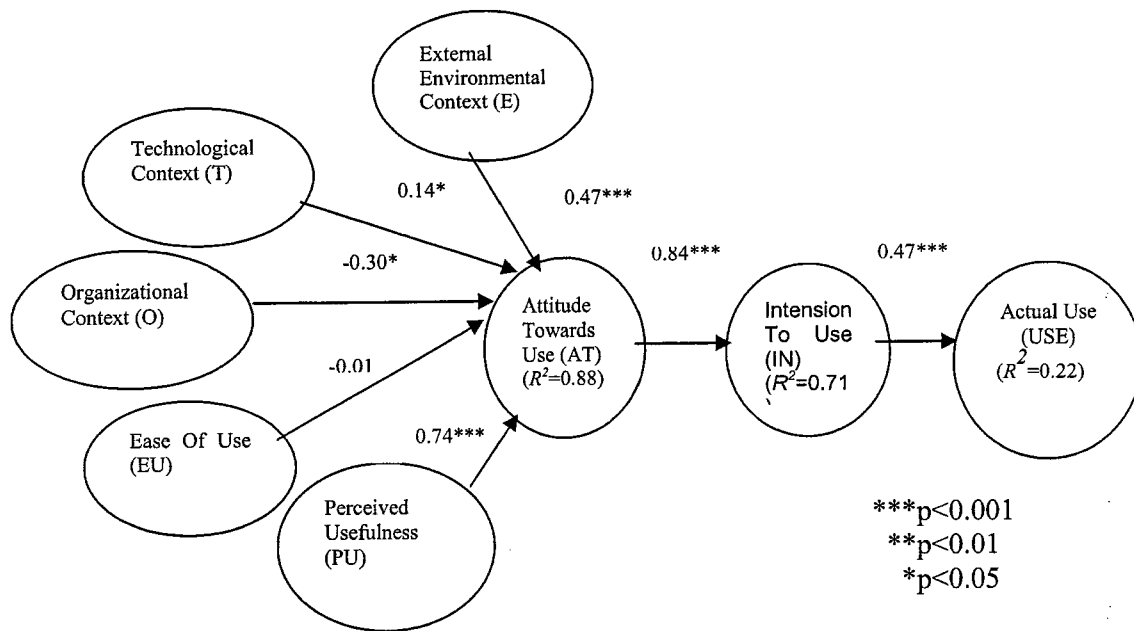 External
Environmental
Context (E)
Technological
Context (T)
0.14*
0.47***
-0.30*
0.84***
0.47***
Organizational
Context (O)
Attitude
Towards
Use (AT)
(R²=0.88)
Intension
To Use
(IN)
(R²=0.71
Actual Use
(USE)
(R²=0.22)
-0.01
Ease Of Use
(EU)
0.74***
Perceived
Usefulness
(PU)
***p<0.001
**p<0.01
*p<0.05